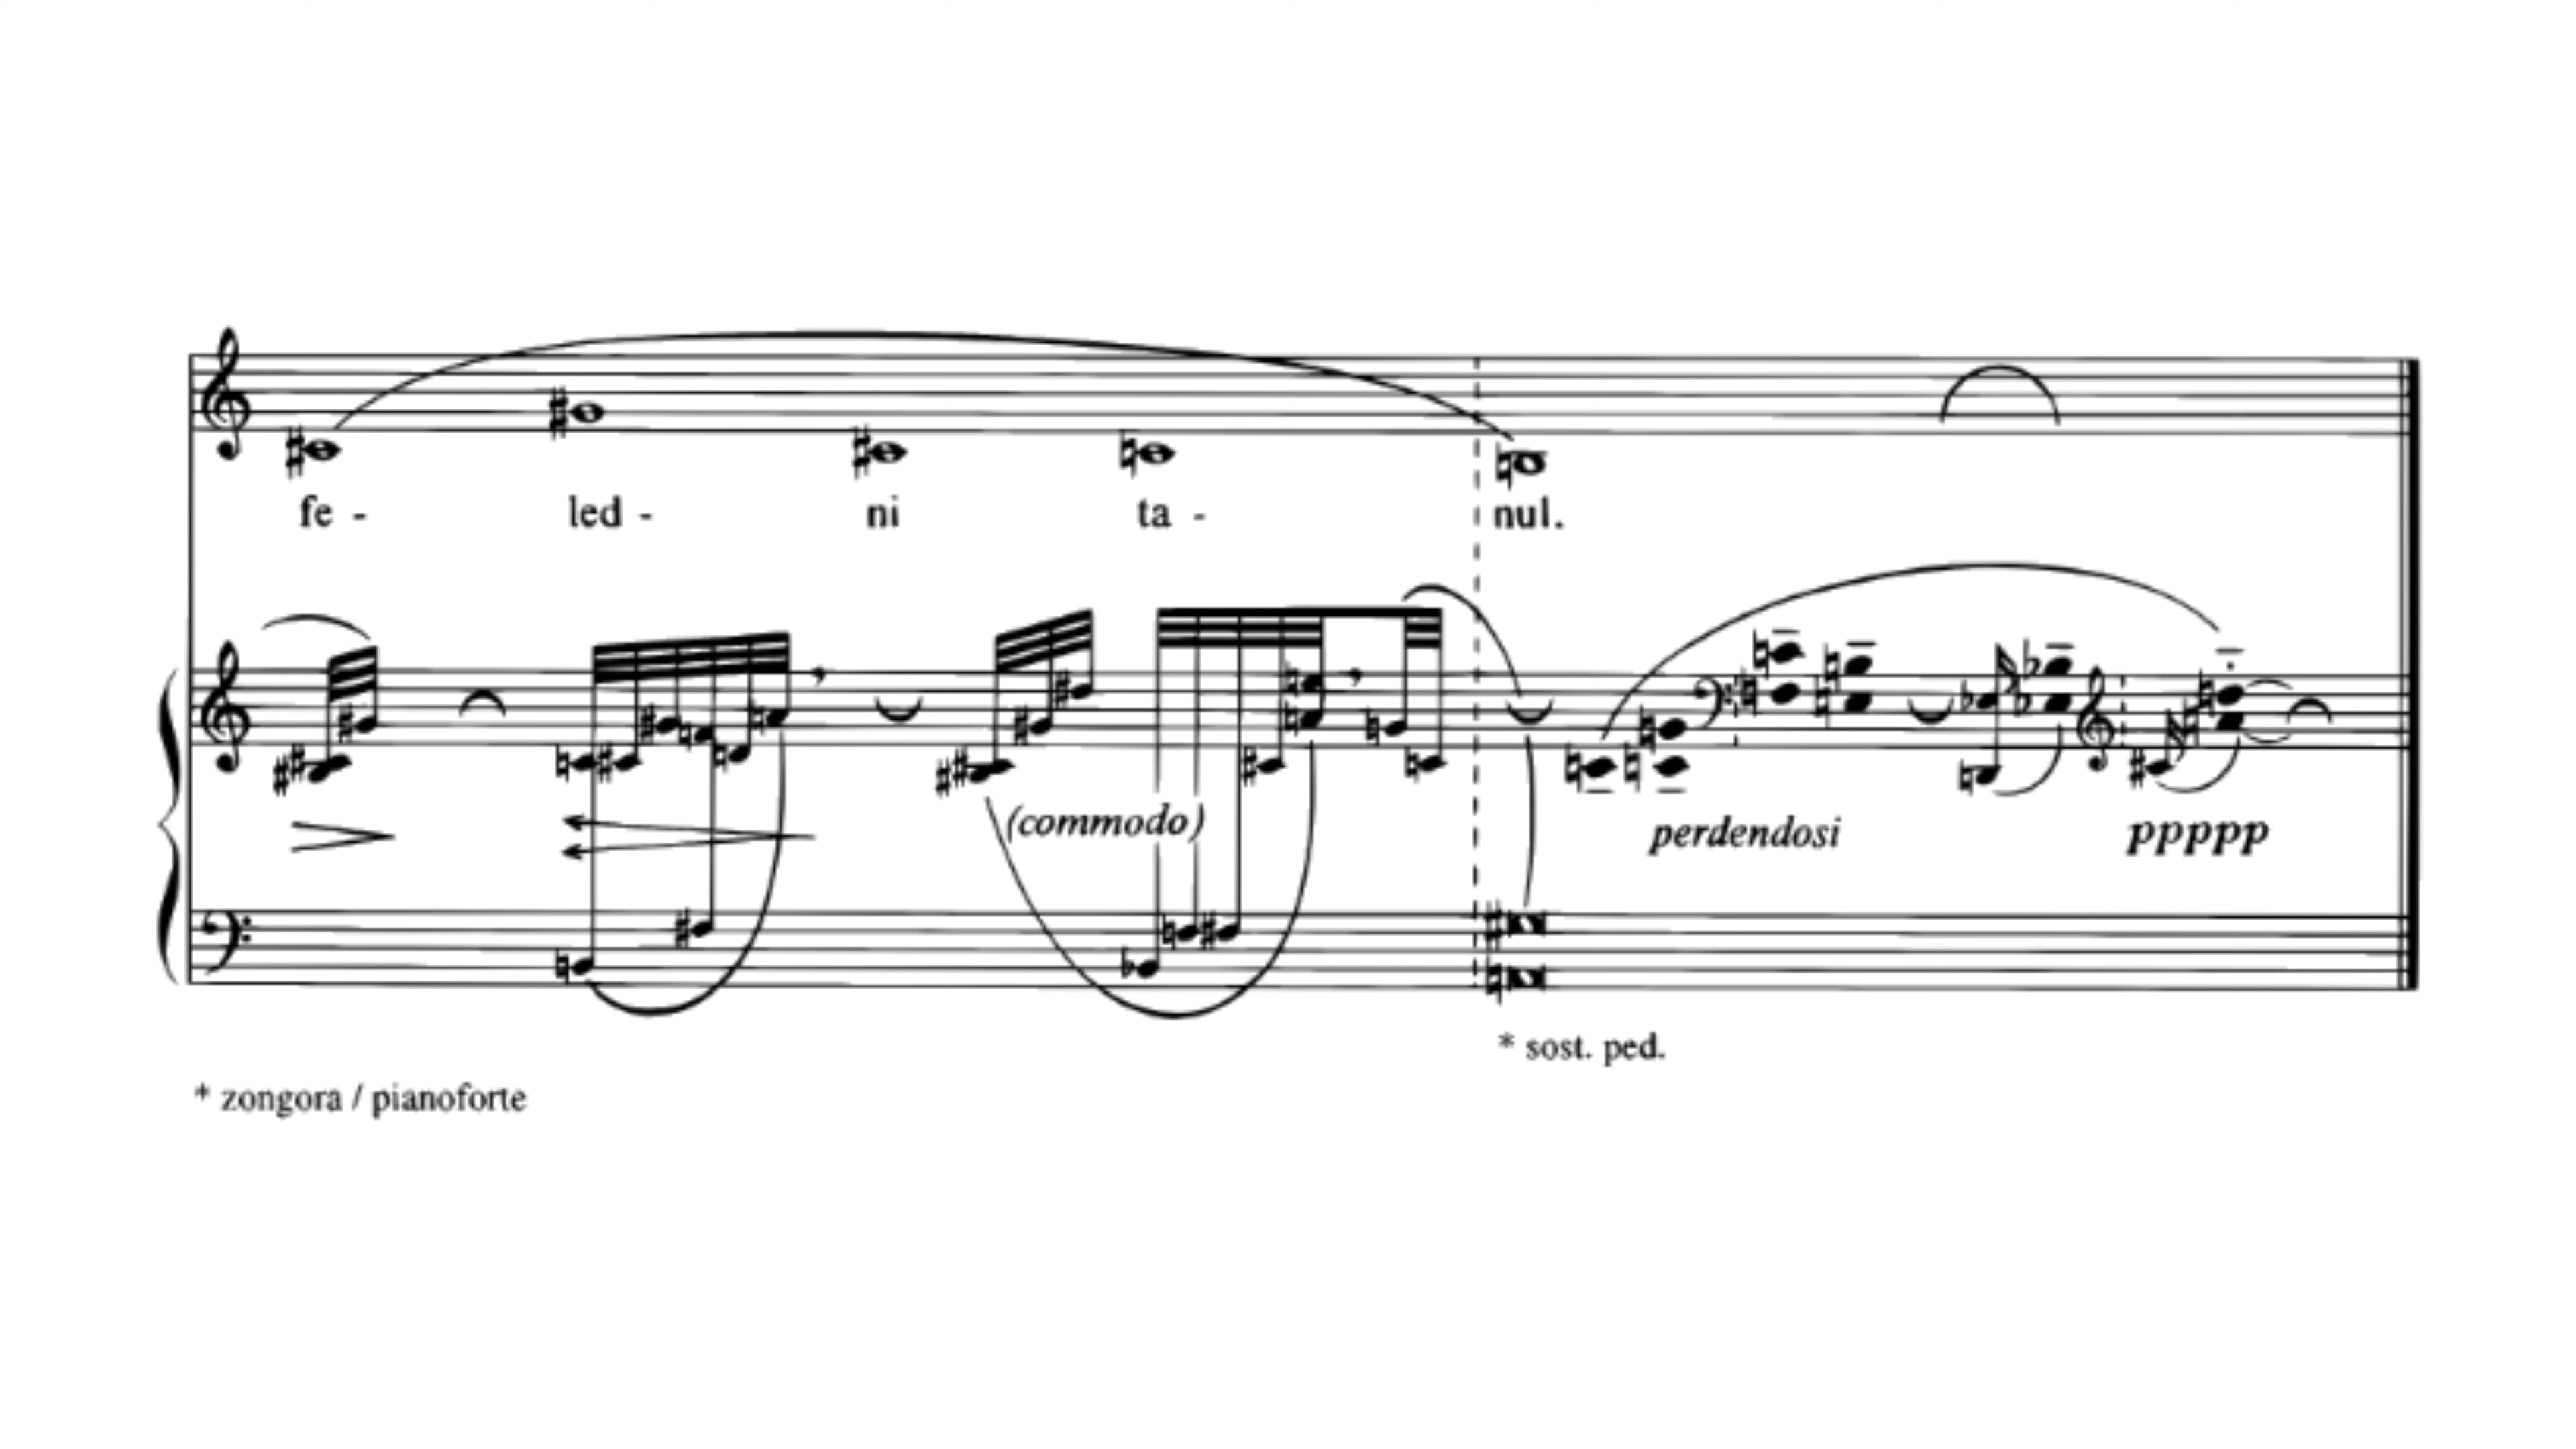 fe - led - ni ta - nul.
(commodo) perdendosi ppppp
* sost. ped.
* zongora / pianoforte